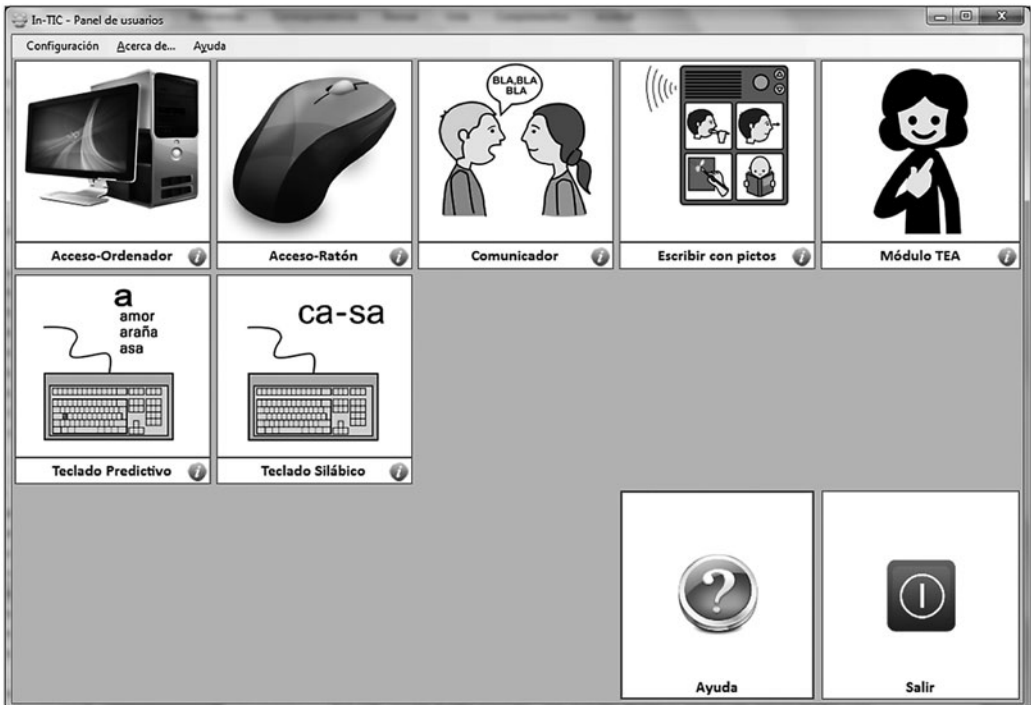 In-TIC - Panel de usuarios
Configuración Acerca de... Ayuda
BLA,BLA
BLA
Acceso-Ordenador
Acceso-Ratón
Comunicador
Escribir con pictos
Módulo TEA
a
amor
araña
asa
ca-sa
Teclado Predictivo
Teclado Silábico
Ayuda
Salir